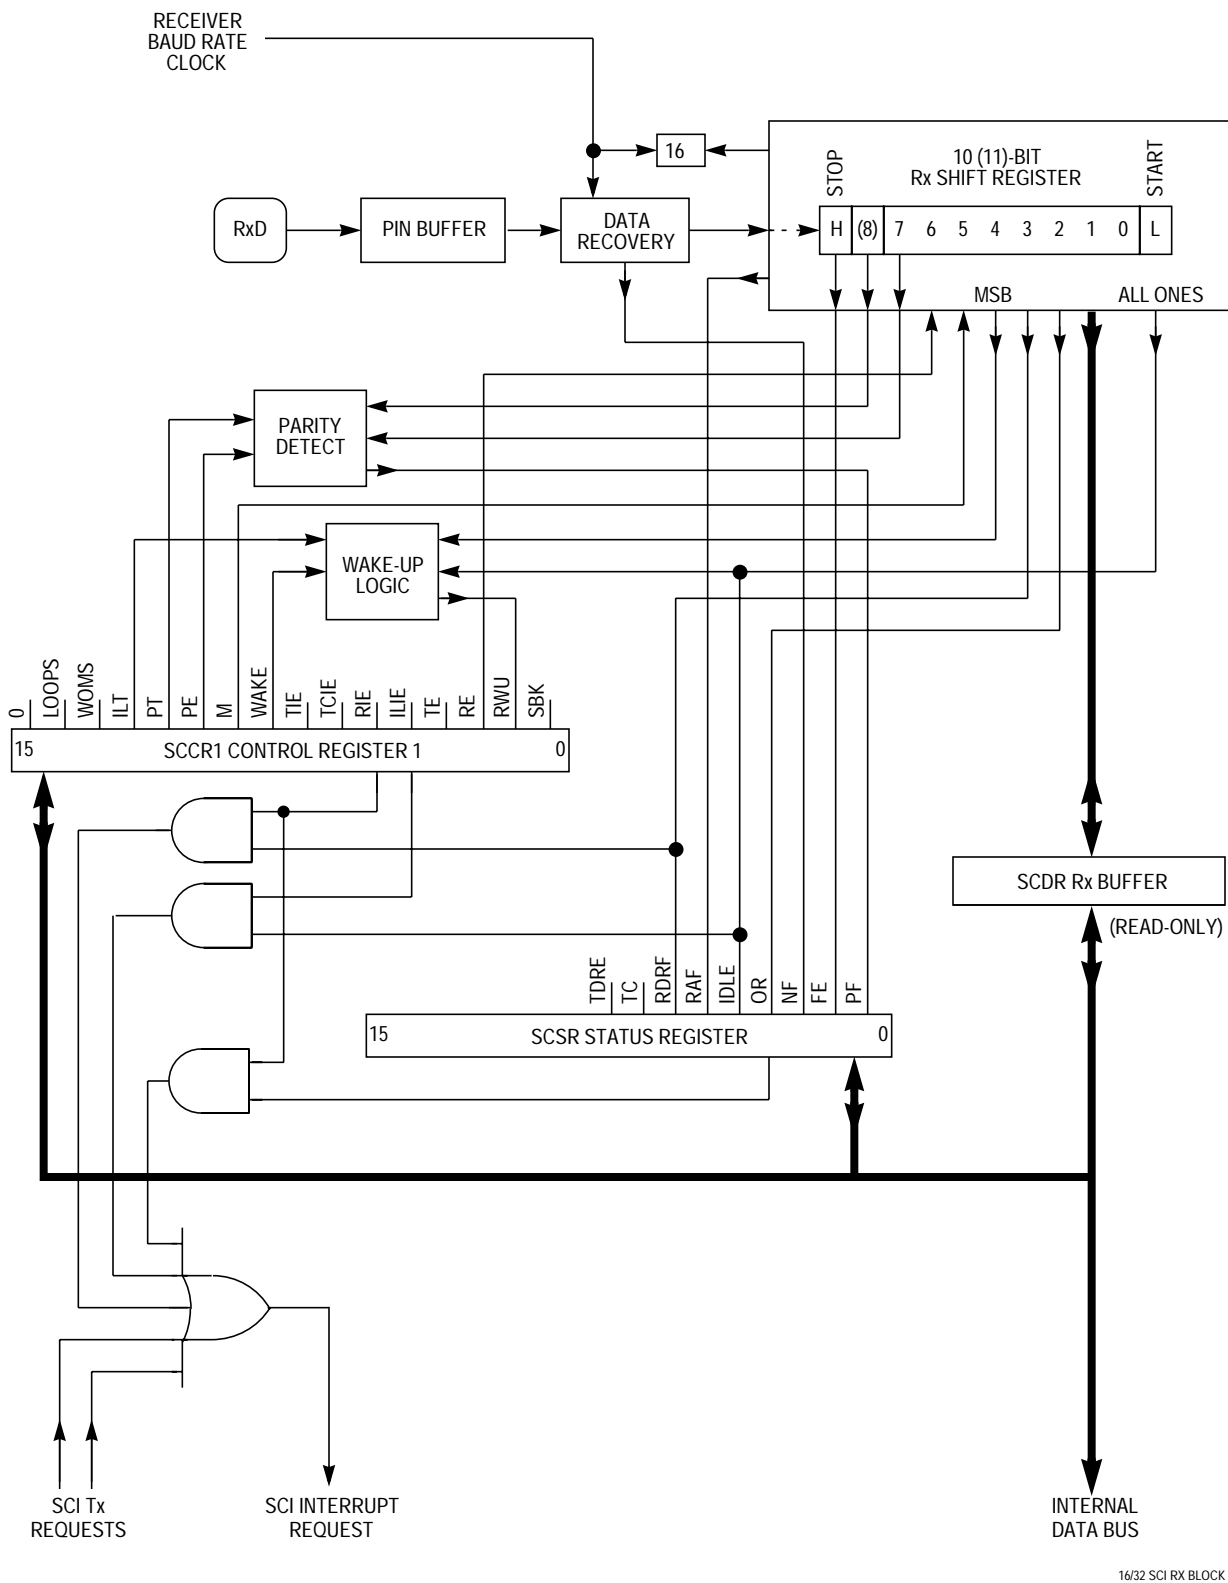 RECEIVER
BAUD RATE
CLOCK
16
10 (11)-BIT
Rx SHIFT REGISTER
STOP
START
RxD
PIN BUFFER
DATA
RECOVERY
H (8) 7 6 5 4 3 2 1 0 L
MSB
ALL ONES
PARITY
DETECT
WAKE-UP
LOGIC
0
LOOPS
WOMS
ILT
PT
PE
M
WAKE
TIE
TCIE
RIE
ILIE
TE
RE
RWU
SBK
15 SCCR1 CONTROL REGISTER 1 0
SCDR Rx BUFFER
(READ-ONLY)
TDRE
TC
RDRF
RAF
IDLE
OR
NF
FE
PF
15 SCSR STATUS REGISTER 0
SCI Tx
REQUESTS
SCI INTERRUPT
REQUEST
INTERNAL
DATA BUS
16/32 SCI RX BLOCK